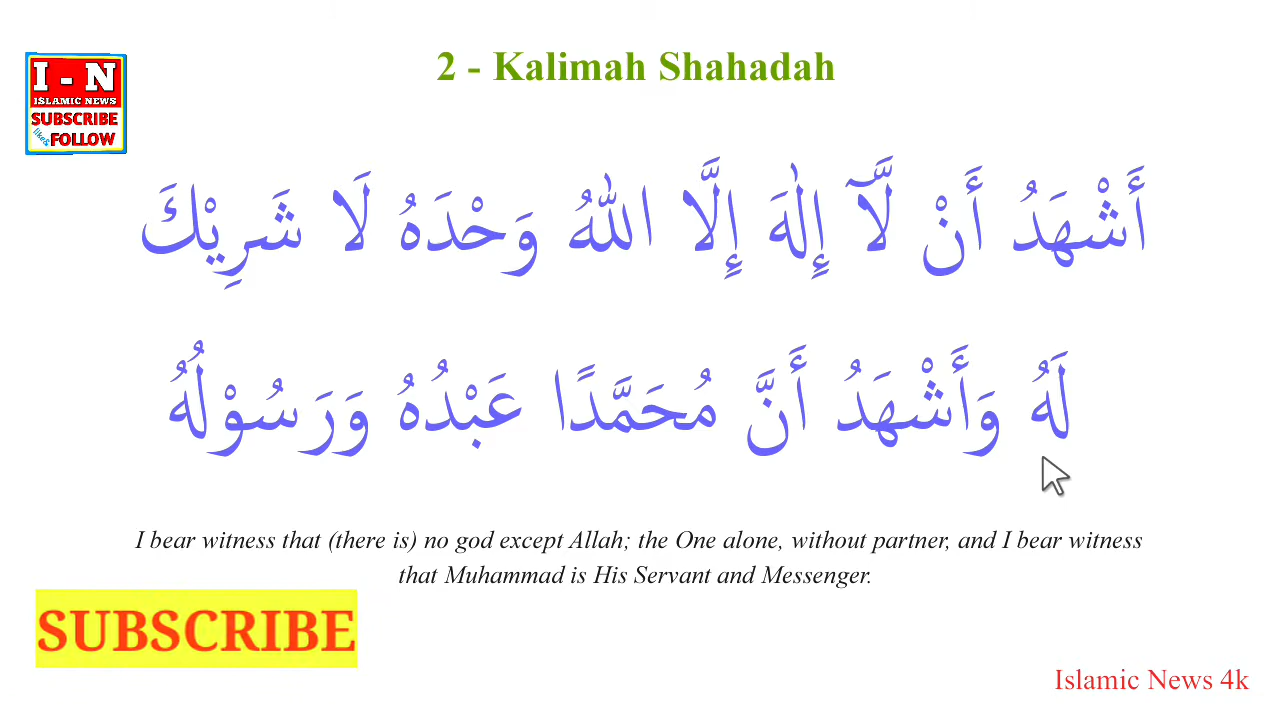 2 - Kalimah Shahadah
I - N
ISLAMIC NEWS
SUBSCRIBE
like&
FOLLOW
أَشْهَدُ أَنْ لَّآ إِلٰهَ إِلَّا اللّٰهُ وَحْدَهُ لَا شَرِيْكَ
لَهُ وَأَشْهَدُ أَنَّ مُحَمَّدًا عَبْدُهُ وَرَسُوْلُهُ
I bear witness that (there is) no god except Allah; the One alone, without partner, and I bear witness
that Muhammad is His Servant and Messenger.
SUBSCRIBE
Islamic News 4k